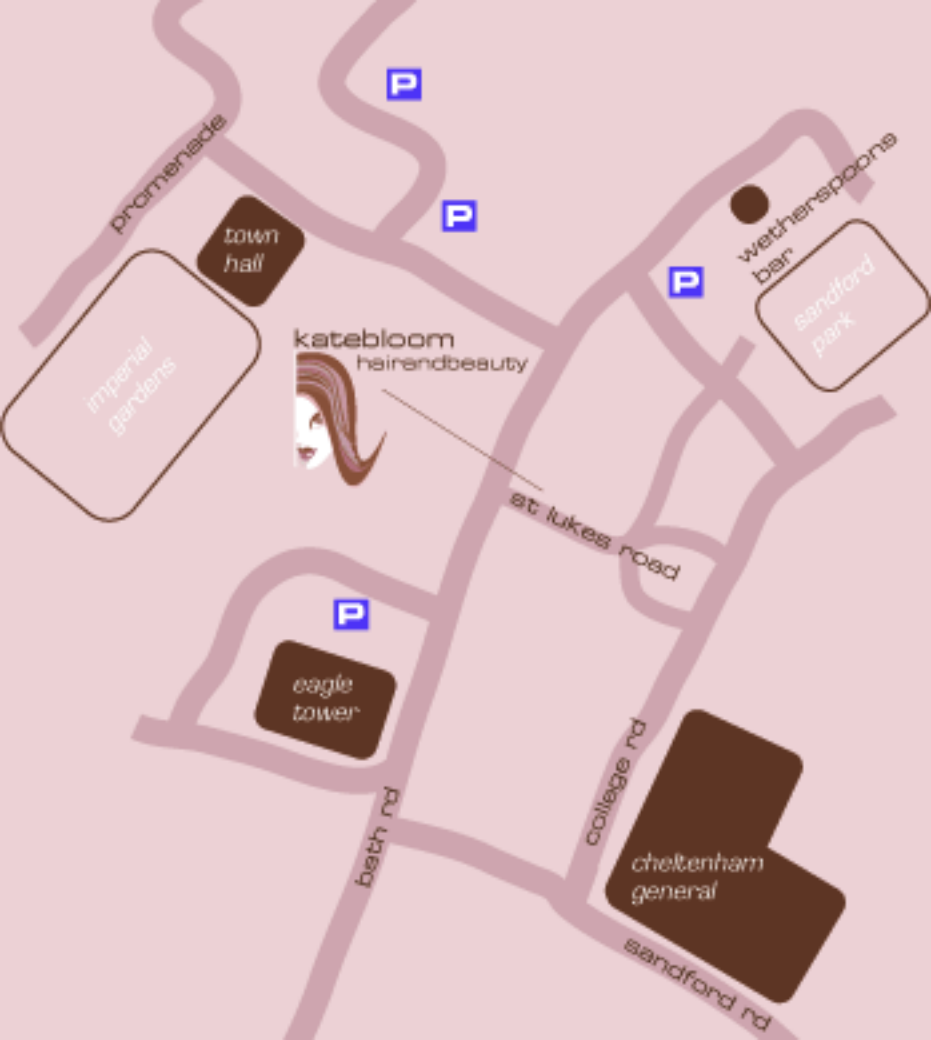 P
promenade
P
wetherspoons
bar
town
hall
P
sandford
park
katebloom
hairandbeauty
imperial
gardens
st lukes road
P
eagle
tower
college rd
bath rd
cheltenham
general
sandford rd